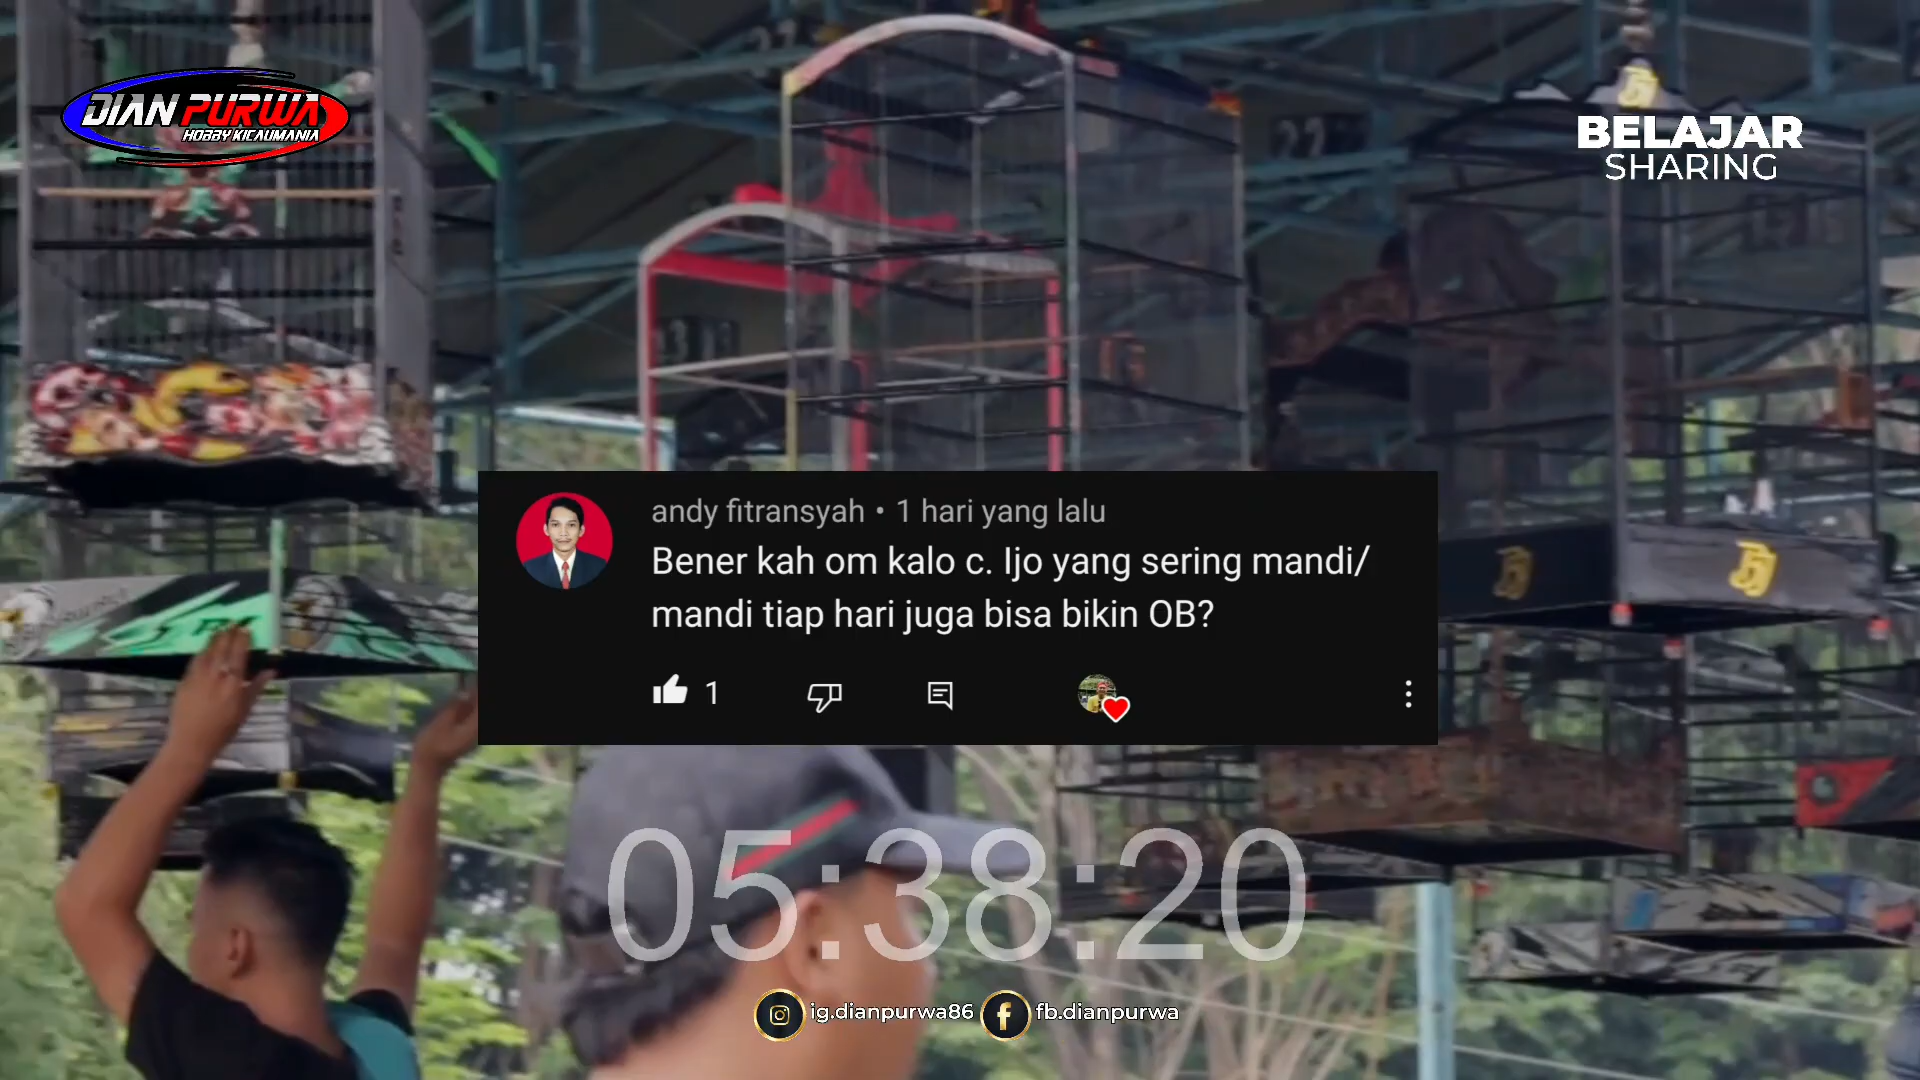 DIAN PURWA
HOBBY KICAUMANIA
BELAJAR
SHARING
22
andy fitransyah • 1 hari yang lalu
Bener kah om kalo c. Ijo yang sering mandi/
mandi tiap hari juga bisa bikin OB?
1
05:38:20
ig.dianpurwa86
fb.dianpurwa